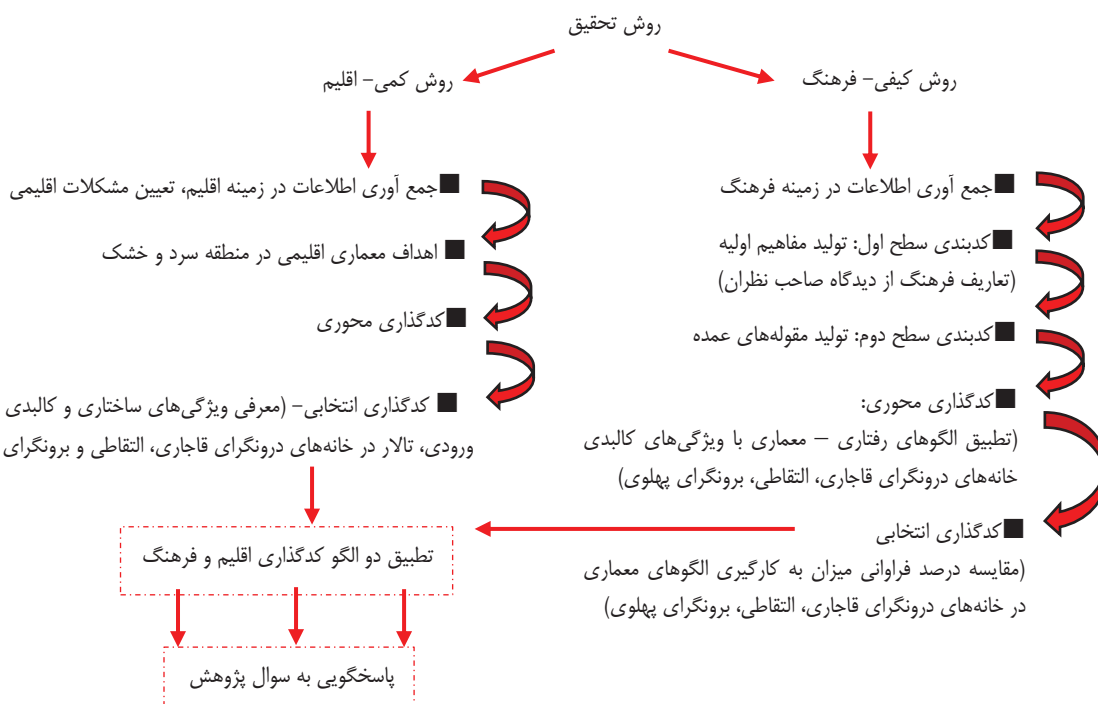 روش تحقیق
روش کیفی- فرهنگ
روش کمی- اقلیم
جمع آوری اطلاعات در زمینه فرهنگ
کدبندی سطح اول: تولید مفاهیم اولیه
(تعاریف فرهنگ از دیدگاه صاحب نظران)
کدبندی سطح دوم: تولید مقوله‌های عمده
کدگذاری محوری:
(تطبیق الگوهای رفتاری – معماری با ویژگی‌های کالبدی
خانه‌های درونگرای قاجاری، التقاطی، برونگرای پهلوی)
کدگذاری انتخابی
(مقایسه درصد فراوانی میزان به کارگیری الگوهای معماری
در خانه‌های درونگرای قاجاری، التقاطی، برونگرای پهلوی)
جمع آوری اطلاعات در زمینه اقلیم، تعیین مشکلات اقلیمی
اهداف معماری اقلیمی در منطقه سرد و خشک
کدگذاری محوری
کدگذاری انتخابی- (معرفی ویژگی‌های ساختاری و کالبدی
ورودی، تالار در خانه‌های درونگرای قاجاری، التقاطی و برونگرای
تطبیق دو الگو کدگذاری اقلیم و فرهنگ
پاسخگویی به سوال پژوهش